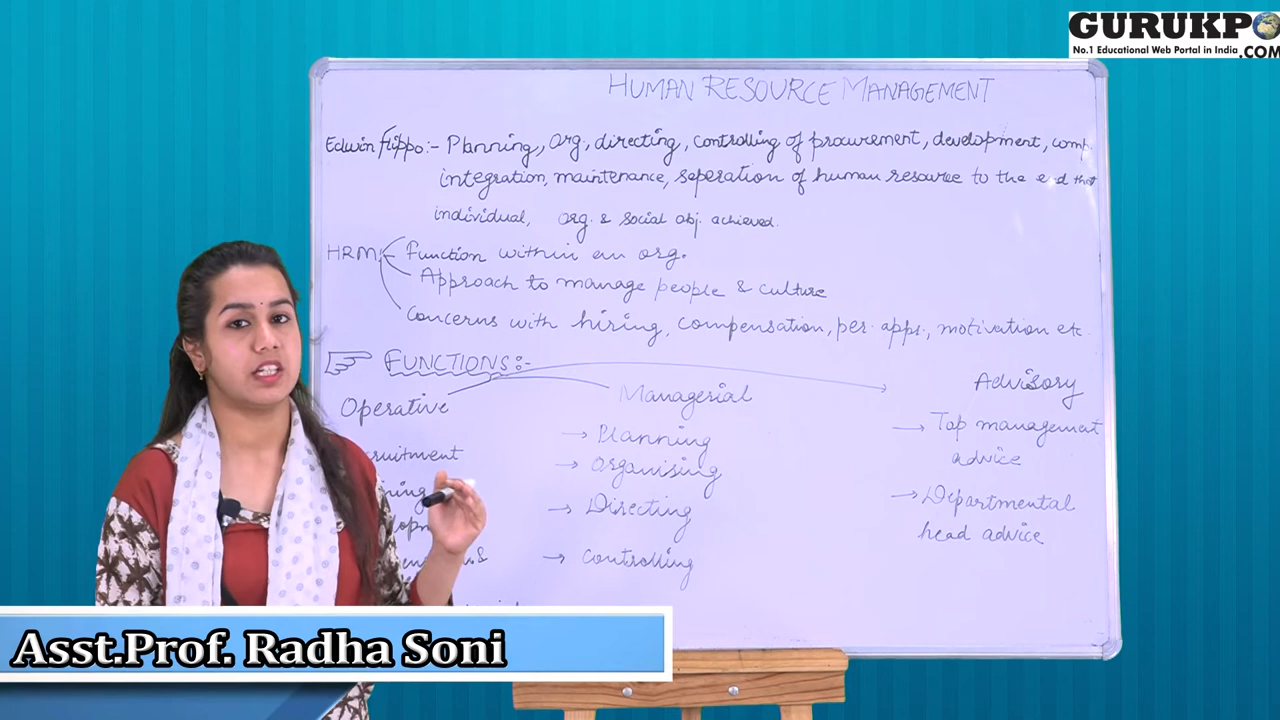 GURUKPO
No.1 Educational Web Portal in India .COM
HUMAN RESOURCE MANAGEMENT
Edwin Flippo:- Planning, org, directing, controlling of procurement, development, comp.
integration, maintenance, seperation of human resource to the end that
individual, org & social obj. achieved.
HRM Function within an org.
Approach to manage people & culture
Concerns with hiring, compensation, per. apps., motivation etc
FUNCTIONS:-
Operative Managerial Advisory
cruitment
→ Planning
→ Organising
→ Directing
→ Controlling
→ Top management
advice
→ Departmental
head advice
Asst.Prof. Radha Soni